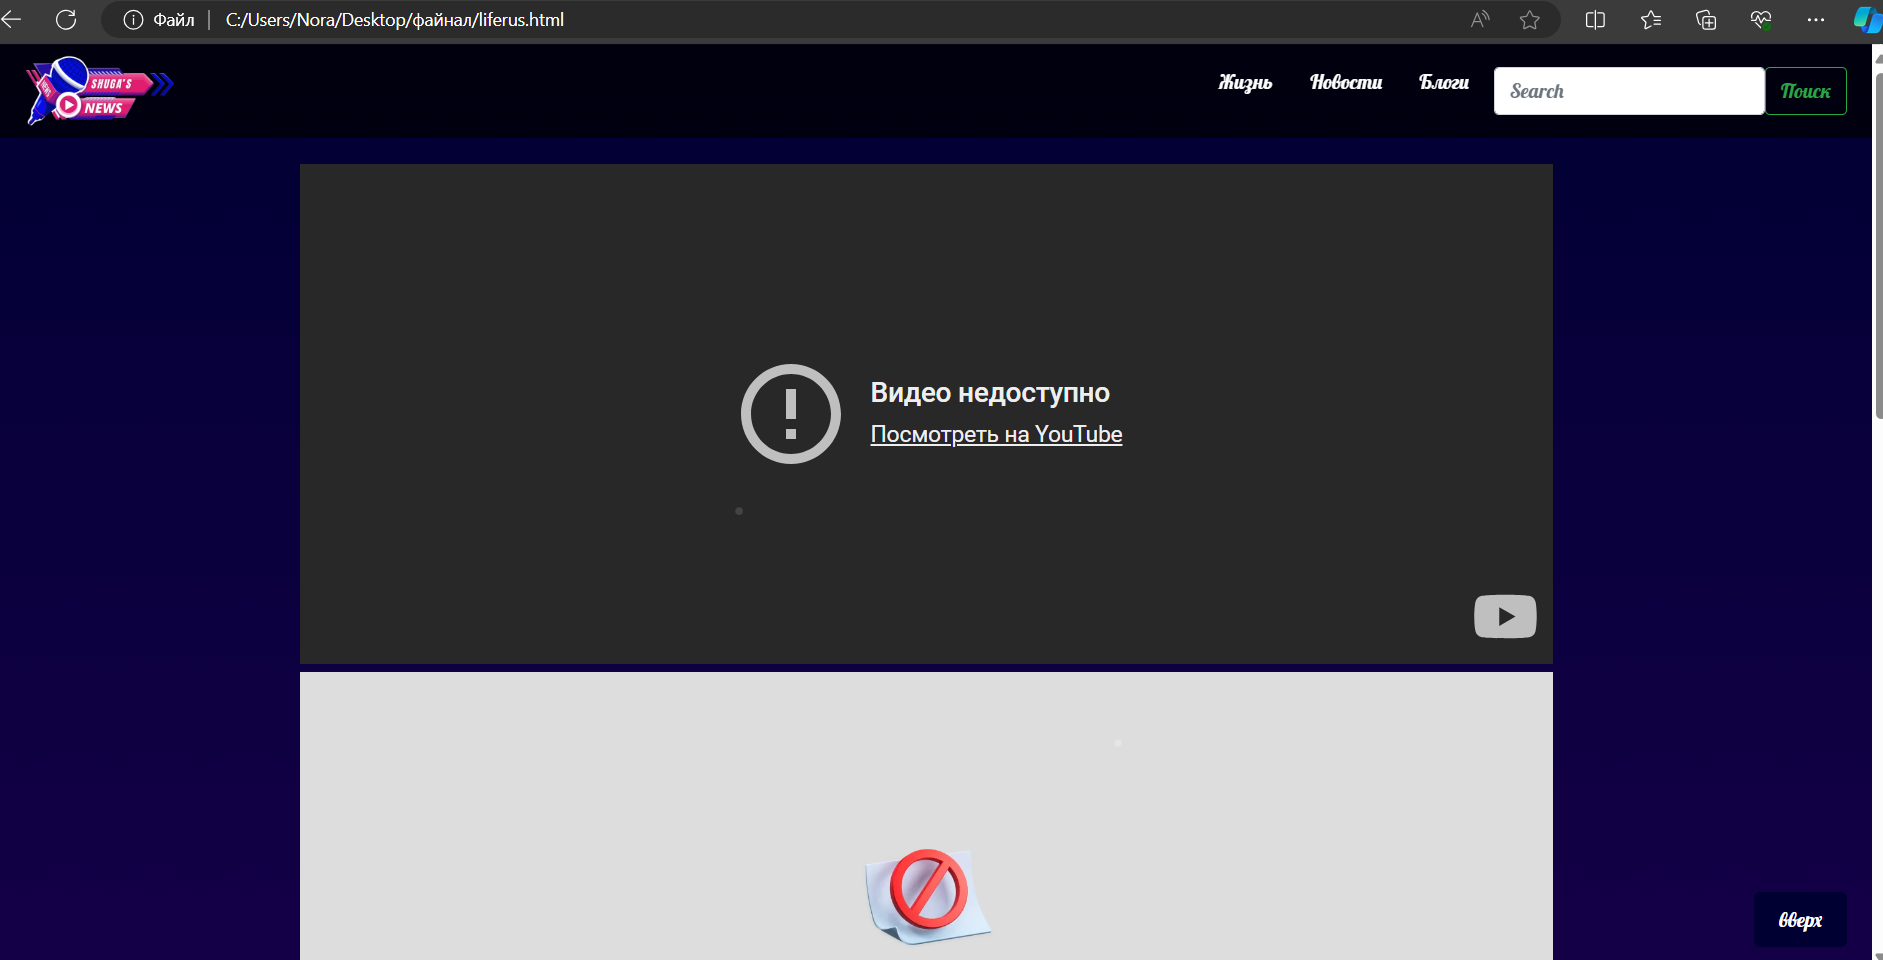 Файл
C:/Users/Nora/Desktop/файнал/liferus.html
NEWS
SHUGA'S
NEWS
Жизнь
Новости
Блоги
Search
Поиск
Видео недоступно
Посмотреть на YouTube
вверх